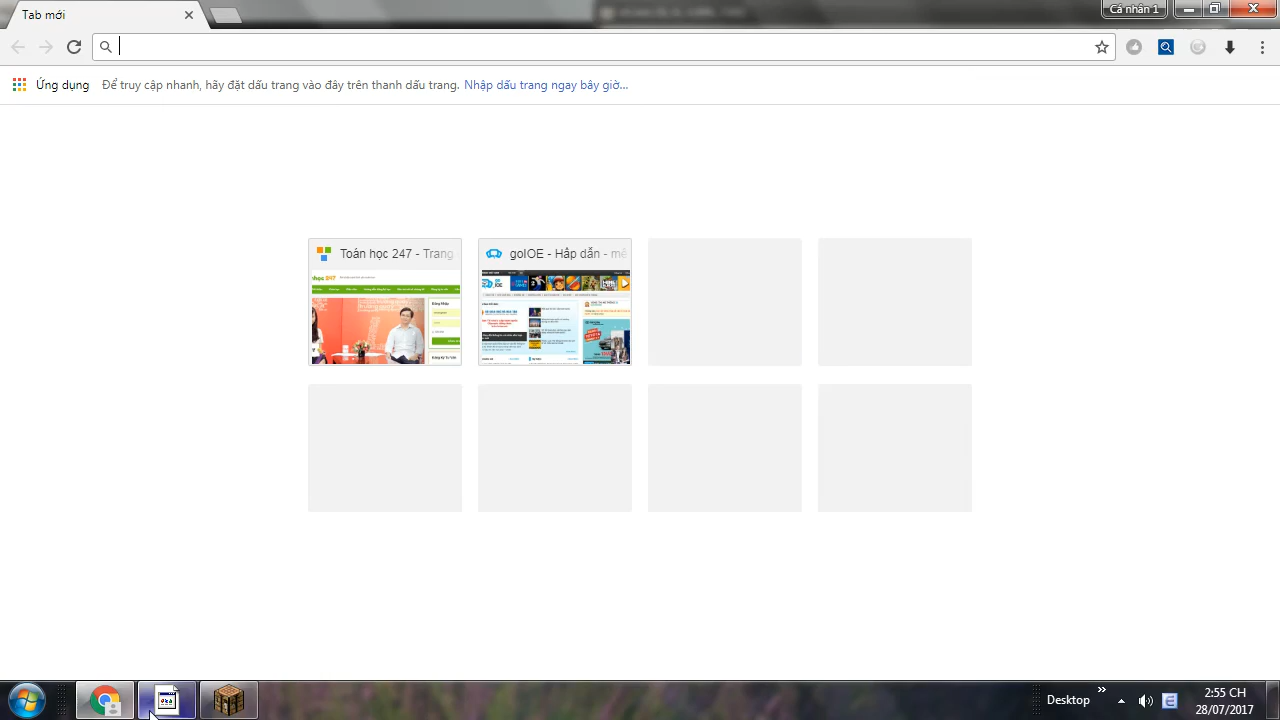 Tab mới
Cá nhân 1
Ứng dụng
Để truy cập nhanh, hãy đặt dấu trang vào đây trên thanh dấu trang. Nhập dấu trang ngay bây giờ...
Toán học 247 - Trang
goIOE - Hấp dẫn - mê
Desktop
2:55 CH
28/07/2017